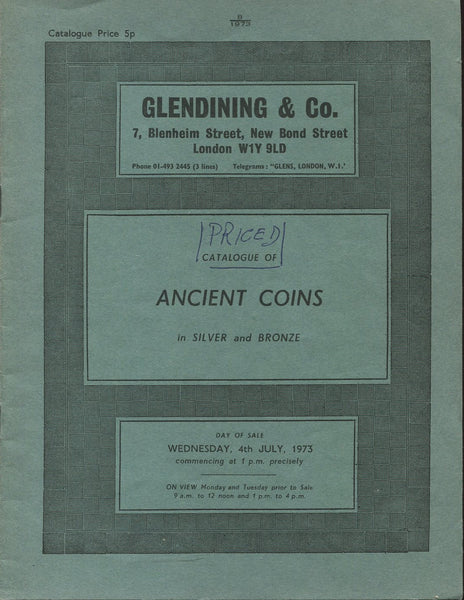 8
1973
Catalogue Price 5p
GLENDINING & Co.
7, Blenheim Street, New Bond Street
London W1Y 9LD
Phone 01-493 2445 (3 lines) Telegrams: "GLENS, LONDON, W.1.'
PRICED
CATALOGUE OF
ANCIENT COINS
in SILVER and BRONZE
DAY OF SALE
WEDNESDAY, 4th JULY, 1973
commencing at 1 p.m. precisely
ON VIEW Monday and Tuesday prior to Sale
9 a.m. to 12 noon and 1 p.m. to 4 p.m.